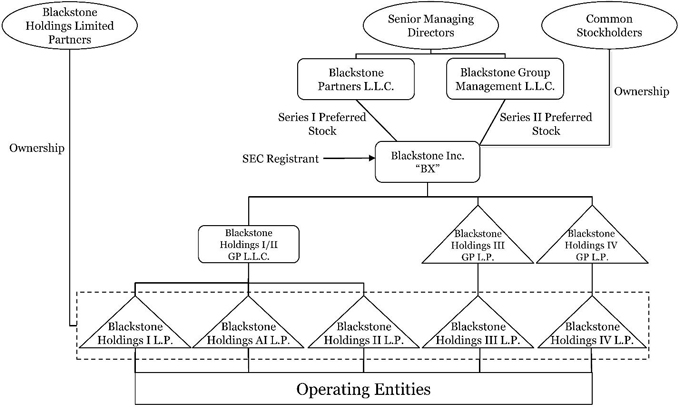 Blackstone
Holdings Limited
Partners
Senior Managing
Directors
Common
Stockholders
Blackstone
Partners L.L.C.
Blackstone Group
Management L.L.C.
Series I Preferred
Stock
Series II Preferred
Stock
Ownership
Ownership
SEC Registrant
Blackstone Inc.
“BX”
Blackstone
Holdings I/II
GP L.L.C.
Blackstone
Holdings III
GP L.P.
Blackstone
Holdings IV
GP L.P.
Blackstone
Holdings I L.P.
Blackstone
Holdings AI L.P.
Blackstone
Holdings II L.P.
Blackstone
Holdings III L.P.
Blackstone
Holdings IV L.P.
Operating Entities